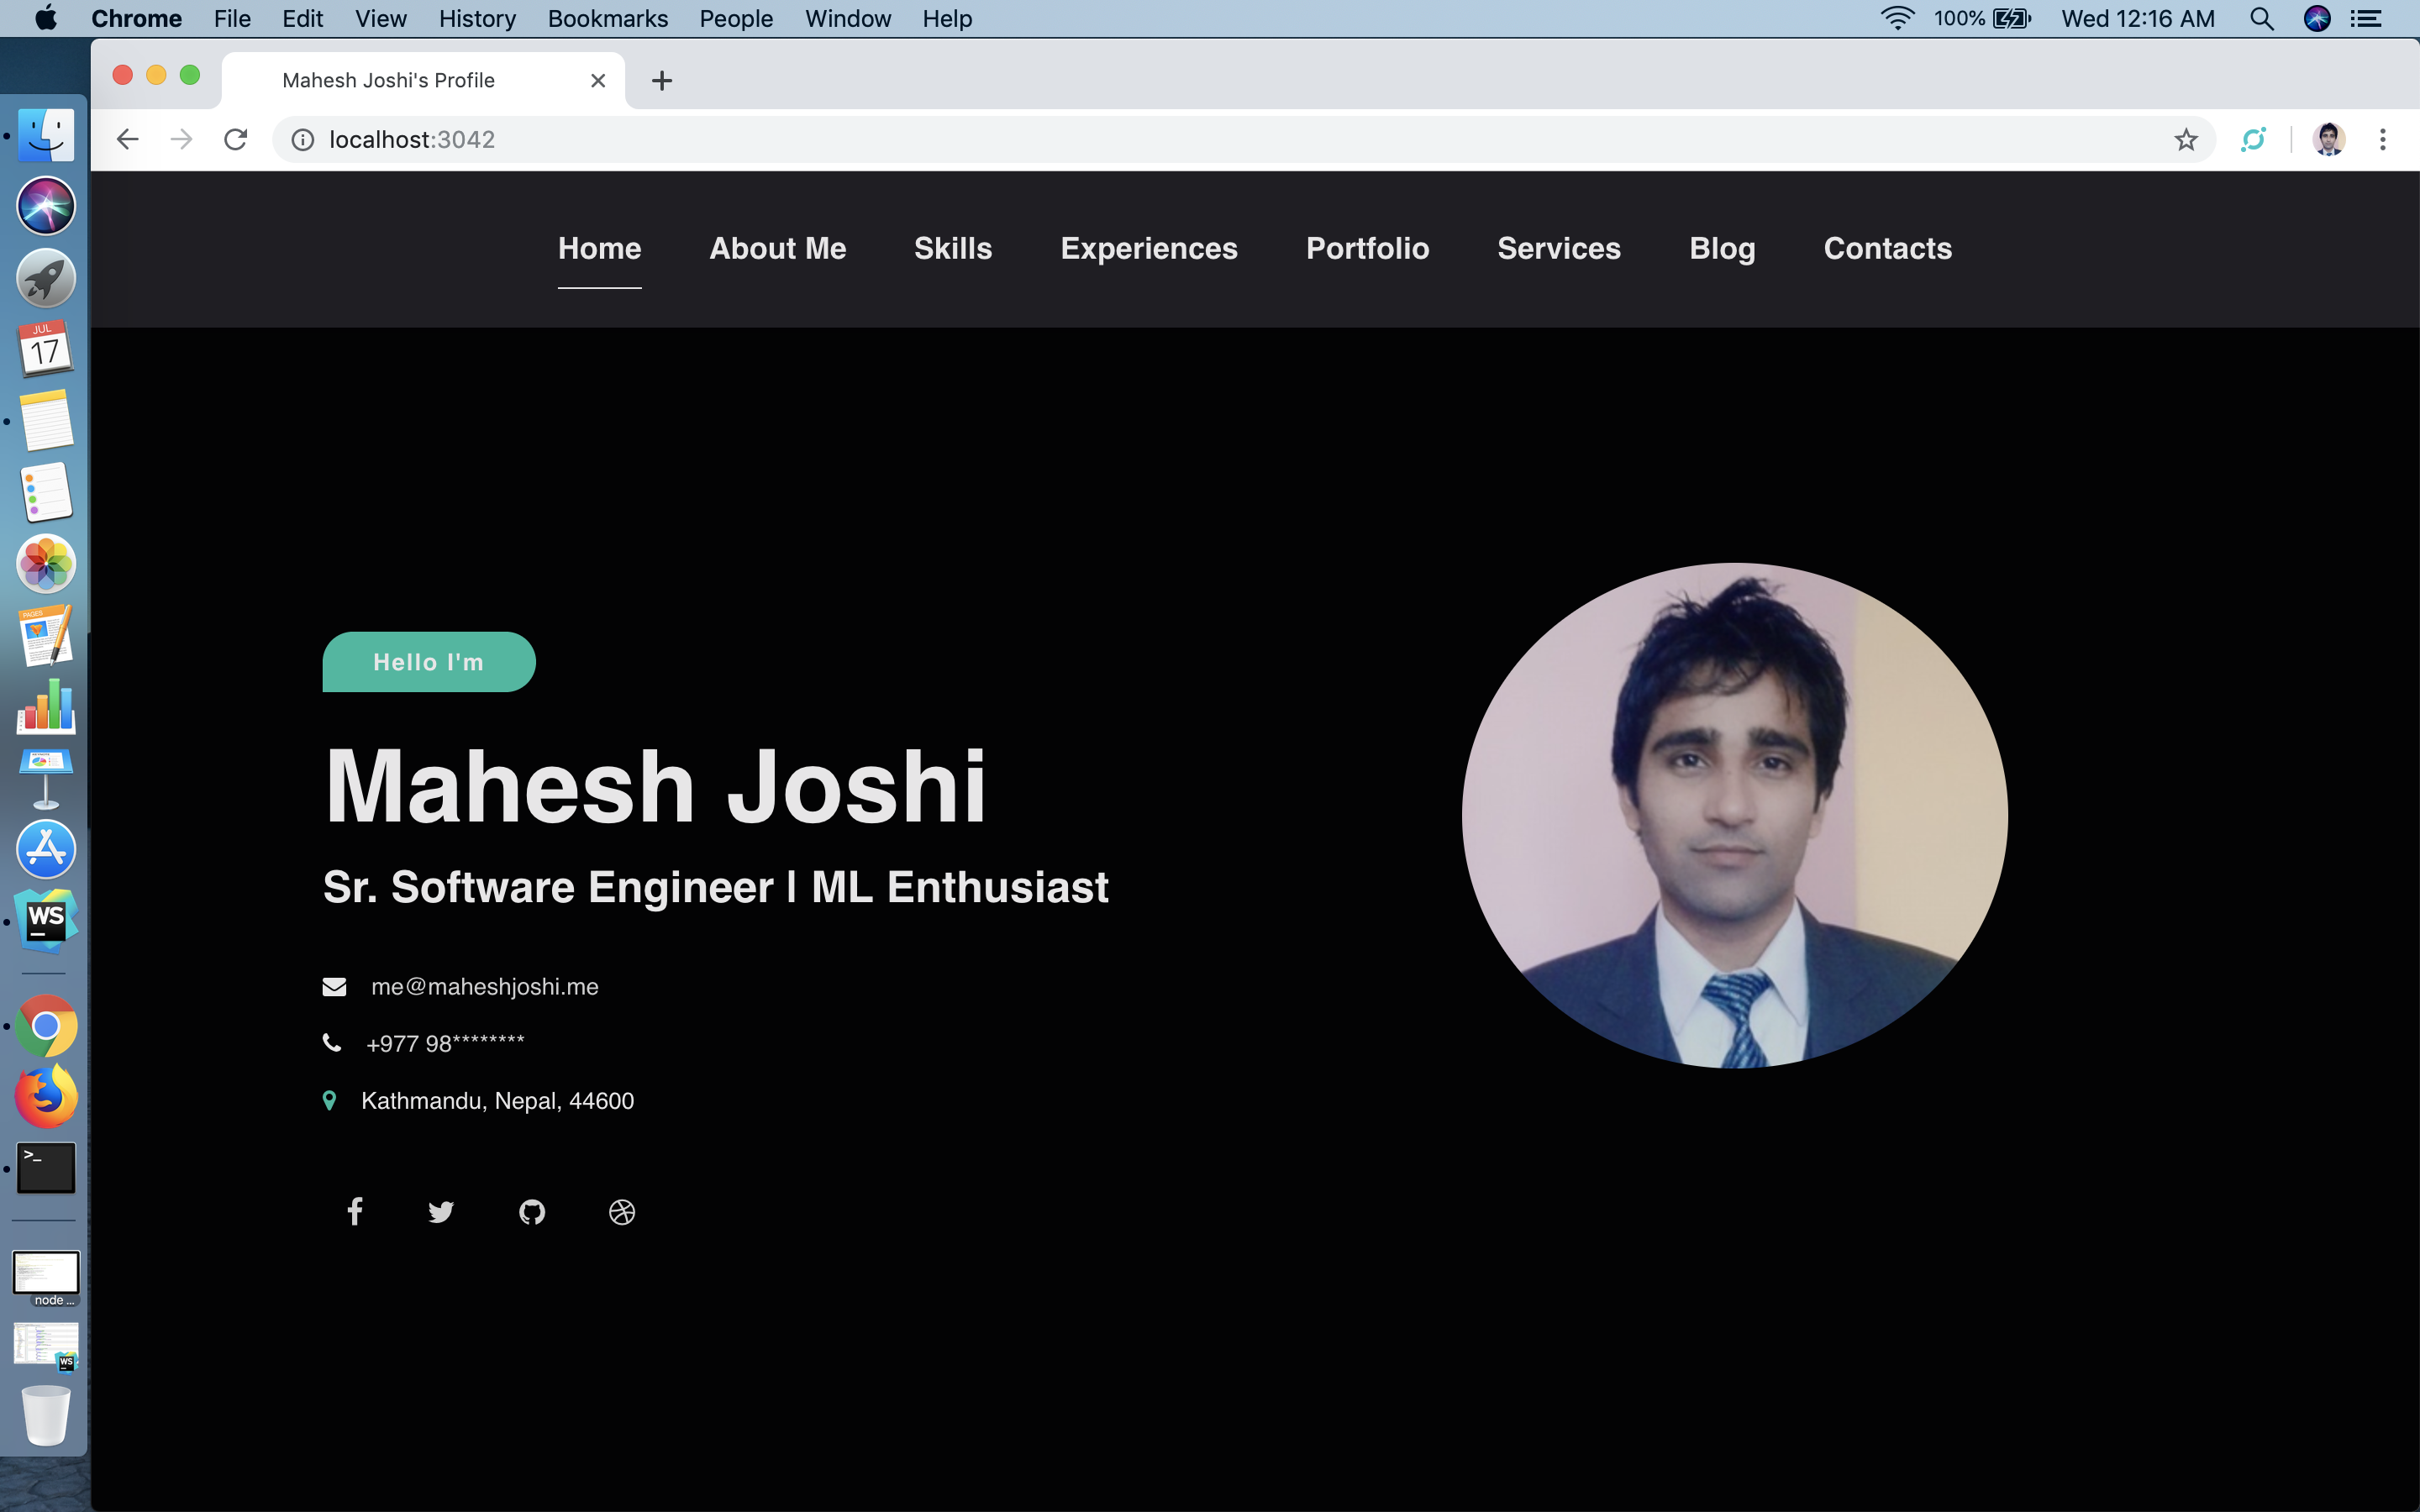 Chrome File Edit View History Bookmarks People Window Help 100% Wed 12:16 AM
Mahesh Joshi's Profile
localhost:3042
Home About Me Skills Experiences Portfolio Services Blog Contacts
JUL
17
PAGES
WS
Hello I'm
Mahesh Joshi
Sr. Software Engineer | ML Enthusiast
me@maheshjoshi.me
+977 98********
Kathmandu, Nepal, 44600
>_
node ...
WS